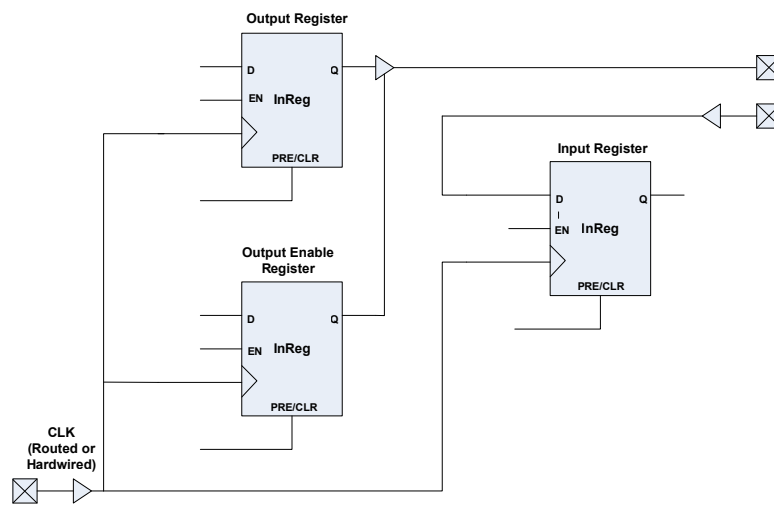 Output Register
D
Q
EN
InReg
PRE/CLR
Input Register
D
Q
EN
InReg
PRE/CLR
Output Enable
Register
D
Q
EN
InReg
PRE/CLR
CLK
(Routed or
Hardwired)